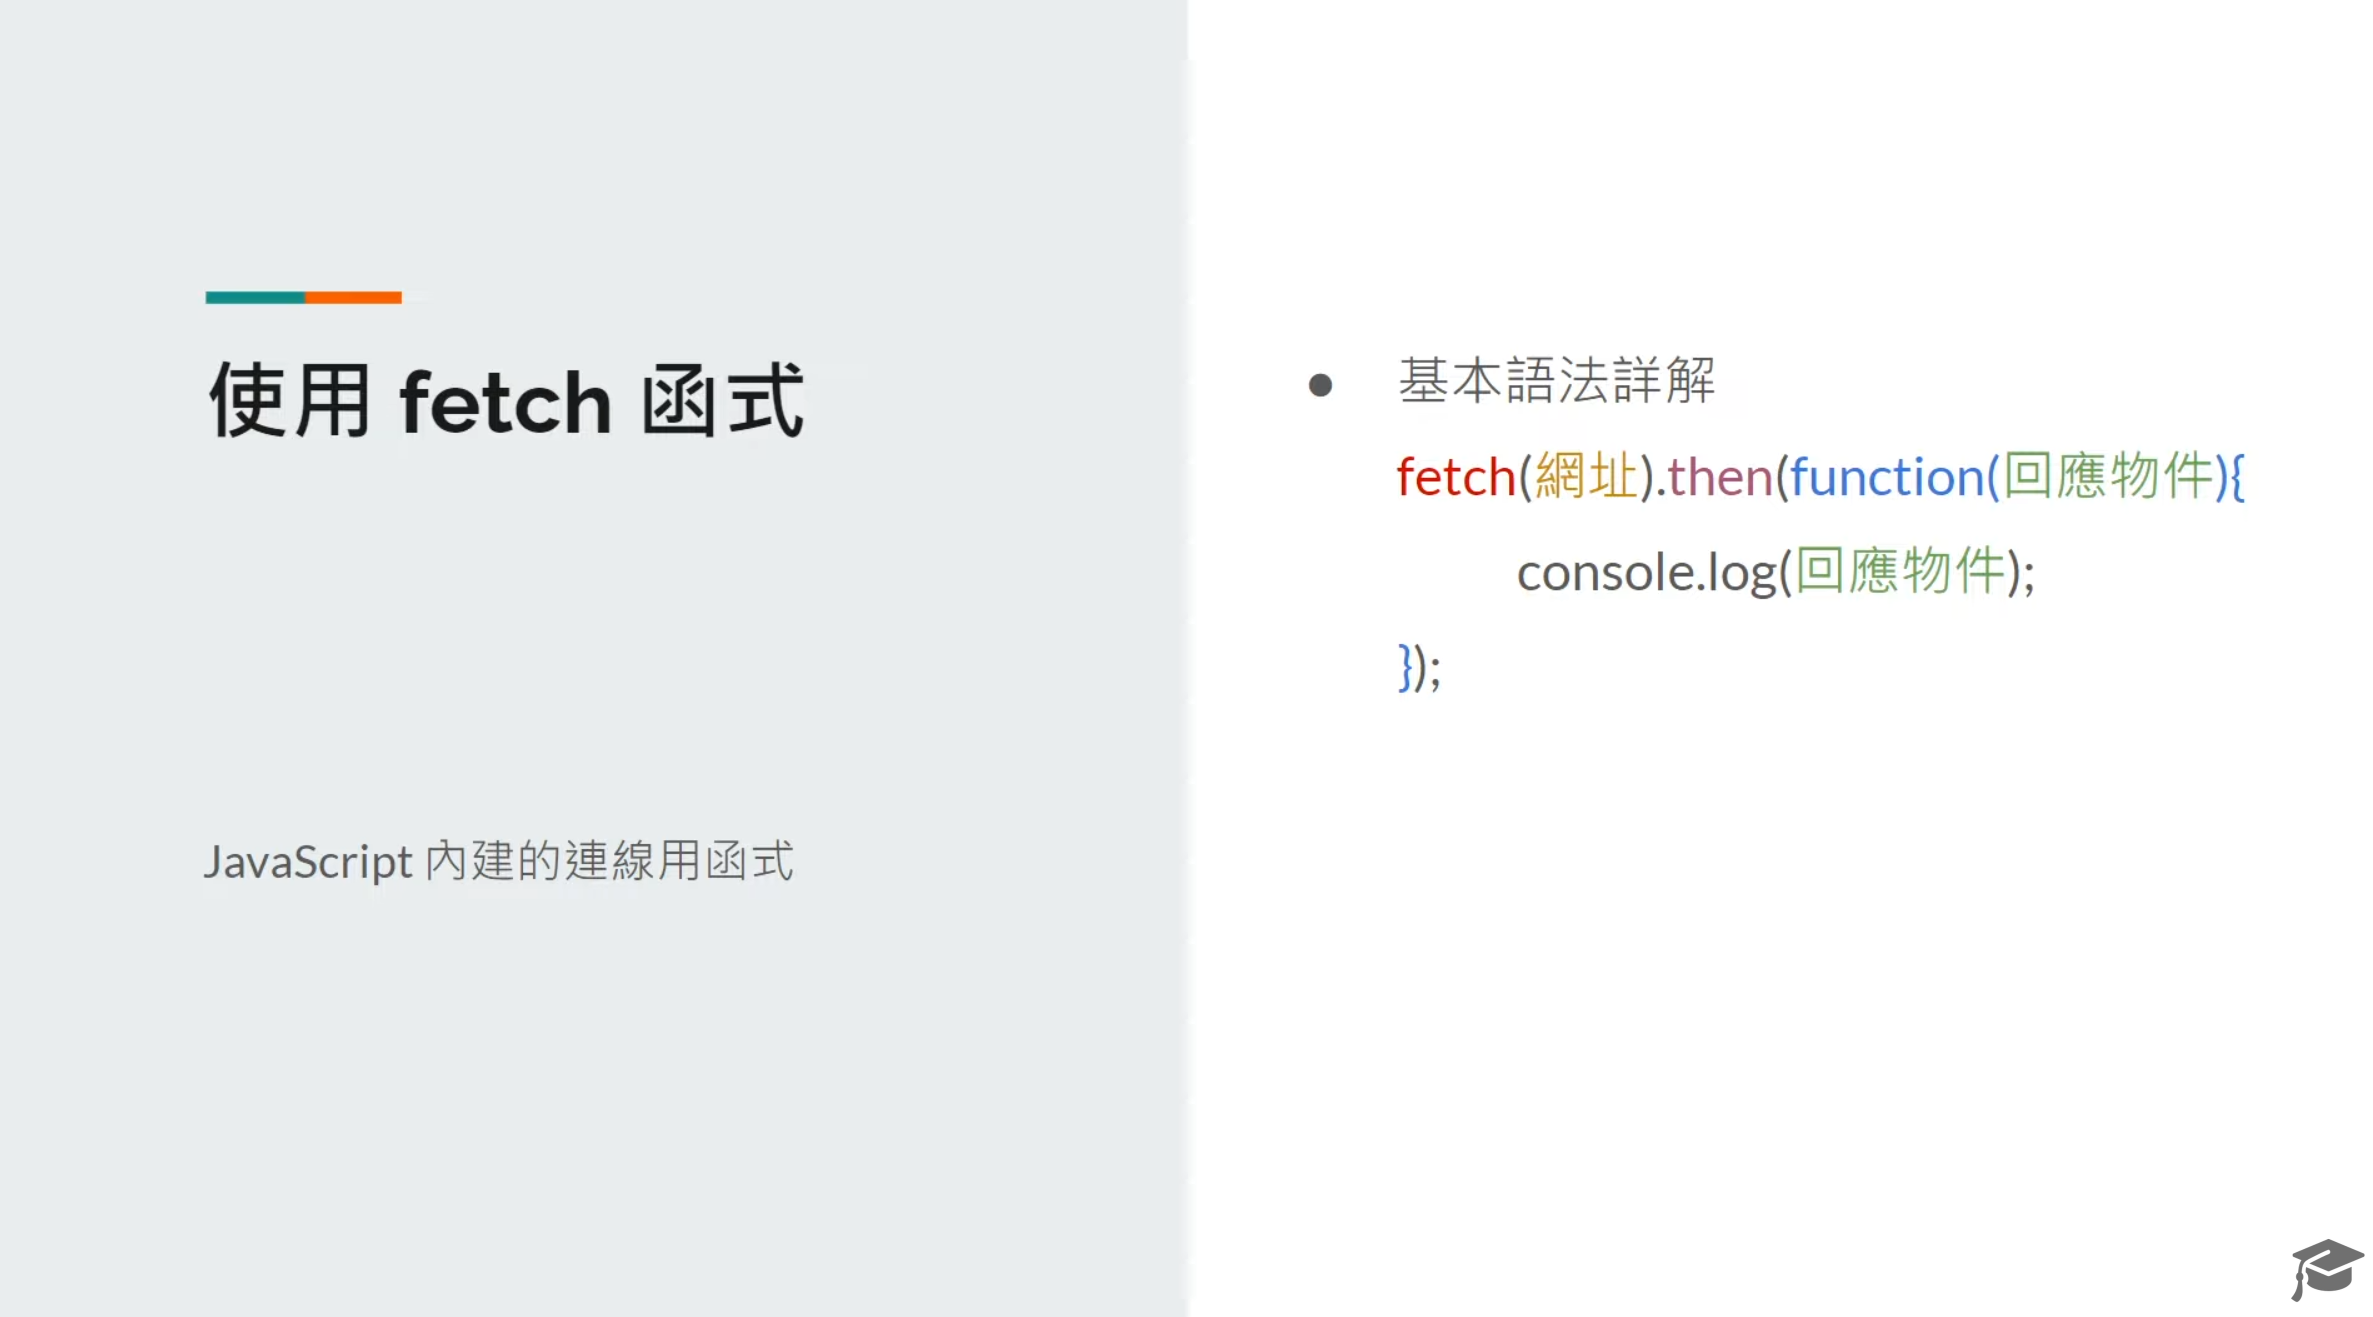 使用 fetch 函式
JavaScript 內建的連線用函式
● 基本語法詳解
fetch(網址).then(function(回應物件){
console.log(回應物件);
});